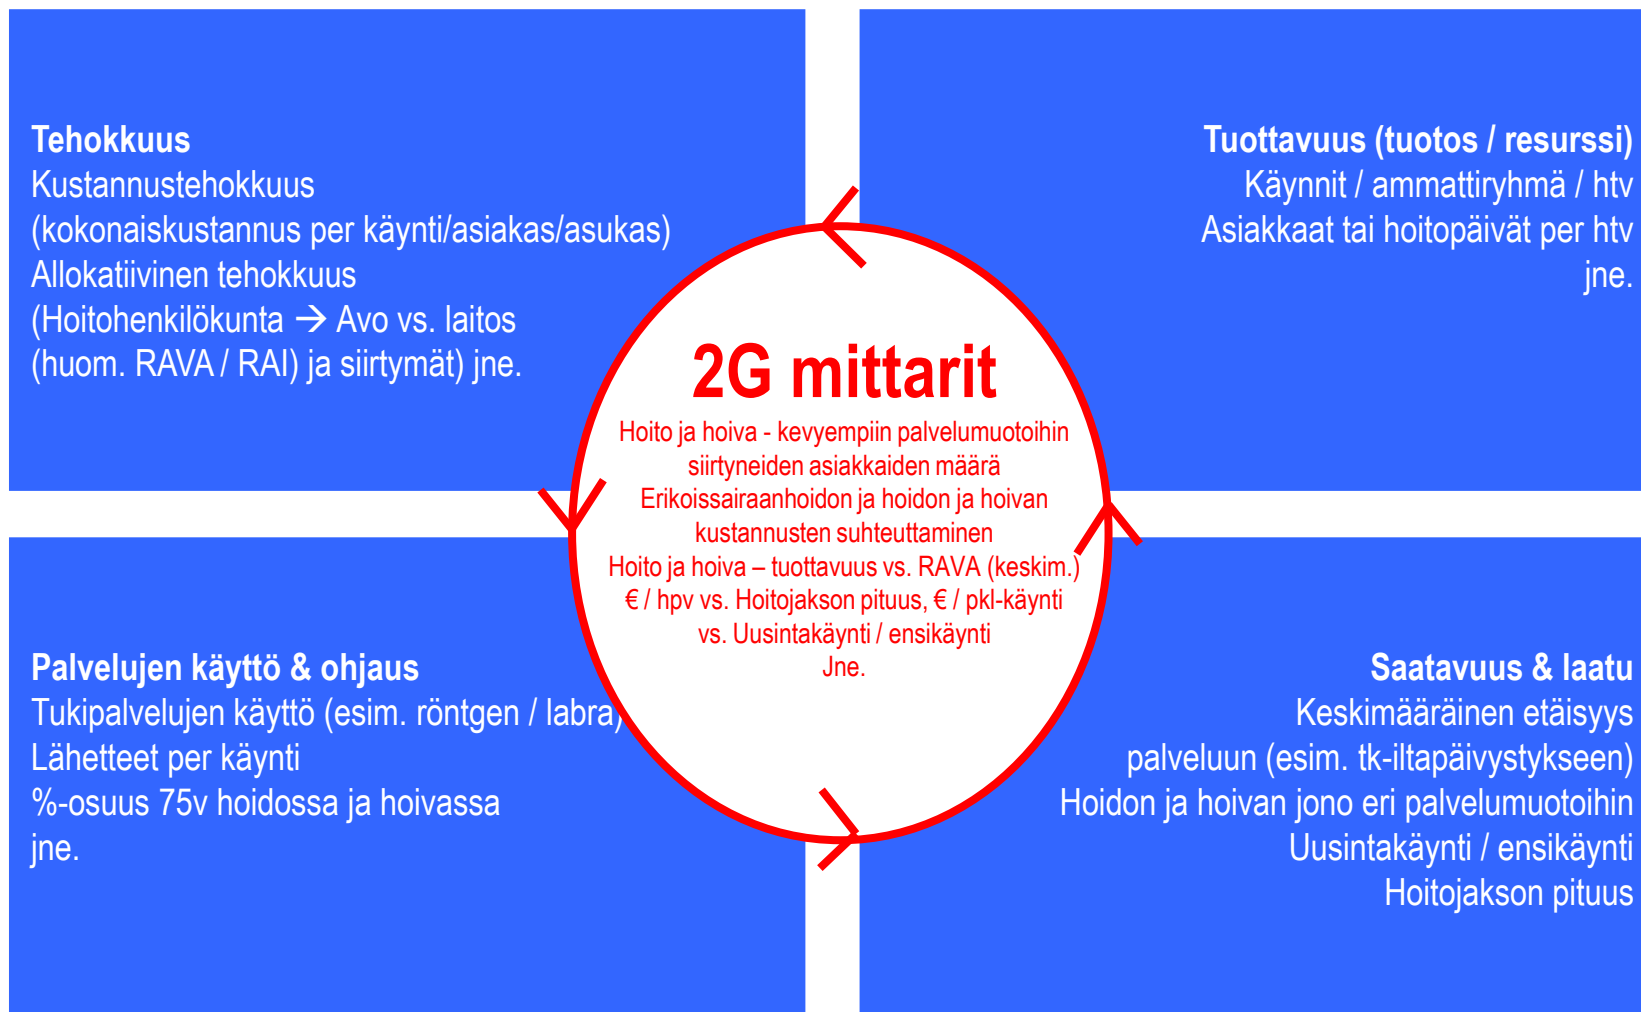 Tehokkuus
Kustannustehokkuus
(kokonaiskustannus per käynti/asiakas/asukas)
Allokatiivinen tehokkuus
(Hoitohenkilökunta → Avo vs. laitos
(huom. RAVA / RAI) ja siirtymät) jne.
Tuottavuus (tuotos / resurssi)
Käynnit / ammattiryhmä / htv
Asiakkaat tai hoitopäivät per htv
jne.
2G mittarit
Hoito ja hoiva - kevyempiin palvelumuotoihin
siirtyneiden asiakkaiden määrä
Erikoissairaanhoidon ja hoidon ja hoivan
kustannusten suhteuttaminen
Hoito ja hoiva – tuottavuus vs. RAVA (keskim.)
€ / hpv vs. Hoitojakson pituus, € / pkl-käynti
vs. Uusintakäynti / ensikäynti
Jne.
Palvelujen käyttö & ohjaus
Tukipalvelujen käyttö (esim. röntgen / labra)
Lähetteet per käynti
%-osuus 75v hoidossa ja hoivassa
jne.
Saatavuus & laatu
Keskimääräinen etäisyys
palveluun (esim. tk-iltapäivystykseen)
Hoidon ja hoivan jono eri palvelumuotoihin
Uusintakäynti / ensikäynti
Hoitojakson pituus